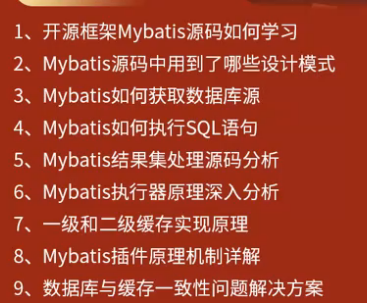 1、开源框架Mybatis源码如何学习
2、Mybatis源码中用到了哪些设计模式
3、Mybatis如何获取数据库源
4、Mybatis如何执行SQL语句
5、Mybatis结果集处理源码分析
6、Mybatis执行器原理深入分析
7、一级和二级缓存实现原理
8、Mybatis插件原理机制详解
9、数据库与缓存一致性问题解决方案